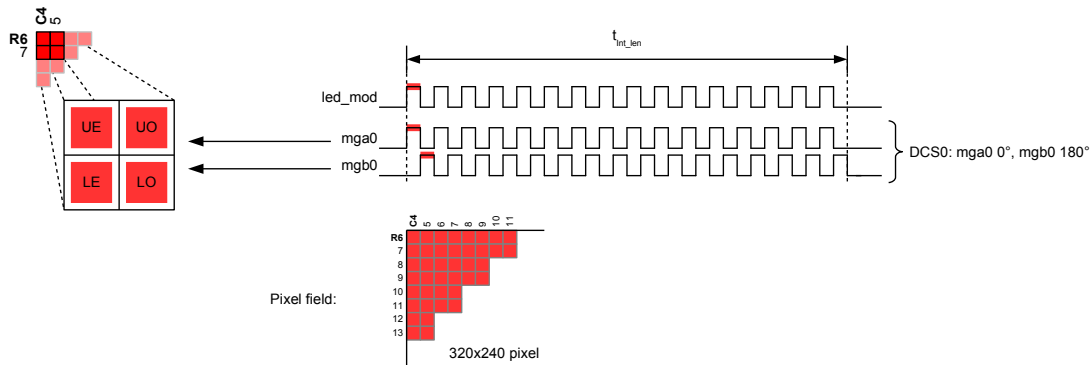 C4
5
R6
7
UE
UO
LE
LO
t Int_len
led_mod
mga0
mgb0
DCS0: mga0 0°, mgb0 180°
C4
5
6
7
8
9
10
11
R6
7
8
9
10
11
12
13
Pixel field:
320x240 pixel